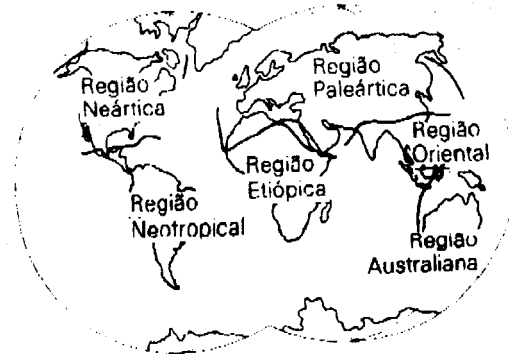 Região
Neártica
Região
Paleártica
Região
Oriental
Região
Etiópica
Região
Neotropical
Região
Australiana